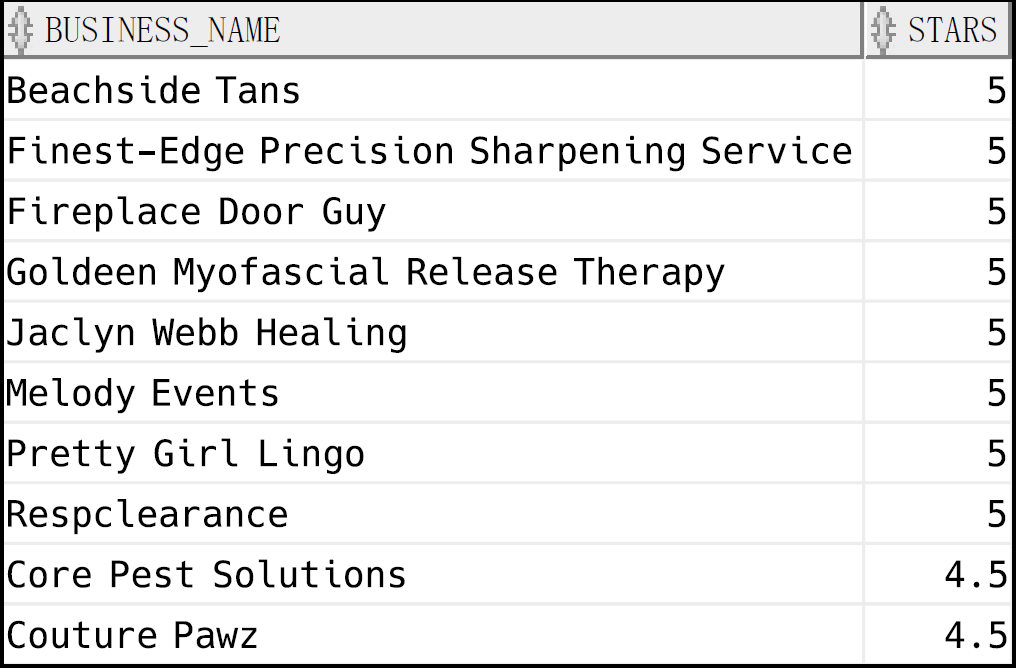 BUSINESS_NAME STARS
Beachside Tans 5
Finest-Edge Precision Sharpening Service 5
Fireplace Door Guy 5
Goldeen Myofascial Release Therapy 5
Jaclyn Webb Healing 5
Melody Events 5
Pretty Girl Lingo 5
Respclearance 5
Core Pest Solutions 4.5
Couture Pawz 4.5